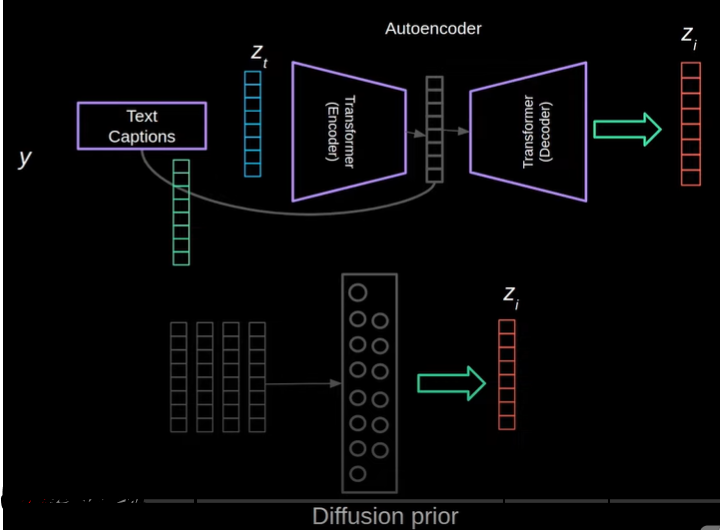 Autoencoder
z_t
z_i
Text
Captions
Transformer
(Encoder)
Transformer
(Decoder)
y
z_i
Diffusion prior